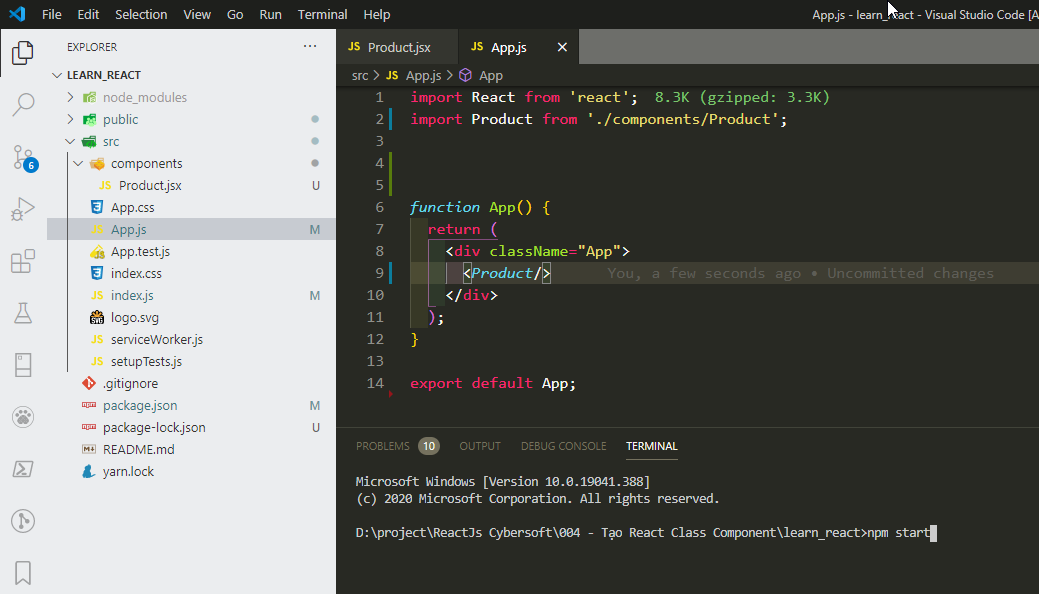 File Edit Selection View Go Run Terminal Help
App.js - learn_react - Visual Studio Code [A
EXPLORER
LEARN_REACT
node_modules
public
src
components
JS Product.jsx U
App.css
JS App.js M
App.test.js
index.css
JS index.js M
logo.svg
JS serviceWorker.js
JS setupTests.js
.gitignore
package.json M
package-lock.json U
README.md
yarn.lock
6
JS Product.jsx JS App.js
src > JS App.js > App
1 import React from 'react'; 8.3K (gzipped: 3.3K)
2 import Product from './components/Product';
3
4
5
6 function App() {
7 return (
8 <div className="App">
9 <Product/> You, a few seconds ago • Uncommitted changes
10 </div>
11 );
12 }
13
14 export default App;
PROBLEMS 10 OUTPUT DEBUG CONSOLE TERMINAL
Microsoft Windows [Version 10.0.19041.388]
(c) 2020 Microsoft Corporation. All rights reserved.
D:\project\ReactJs Cybersoft\004 - Tạo React Class Component\learn_react>npm start